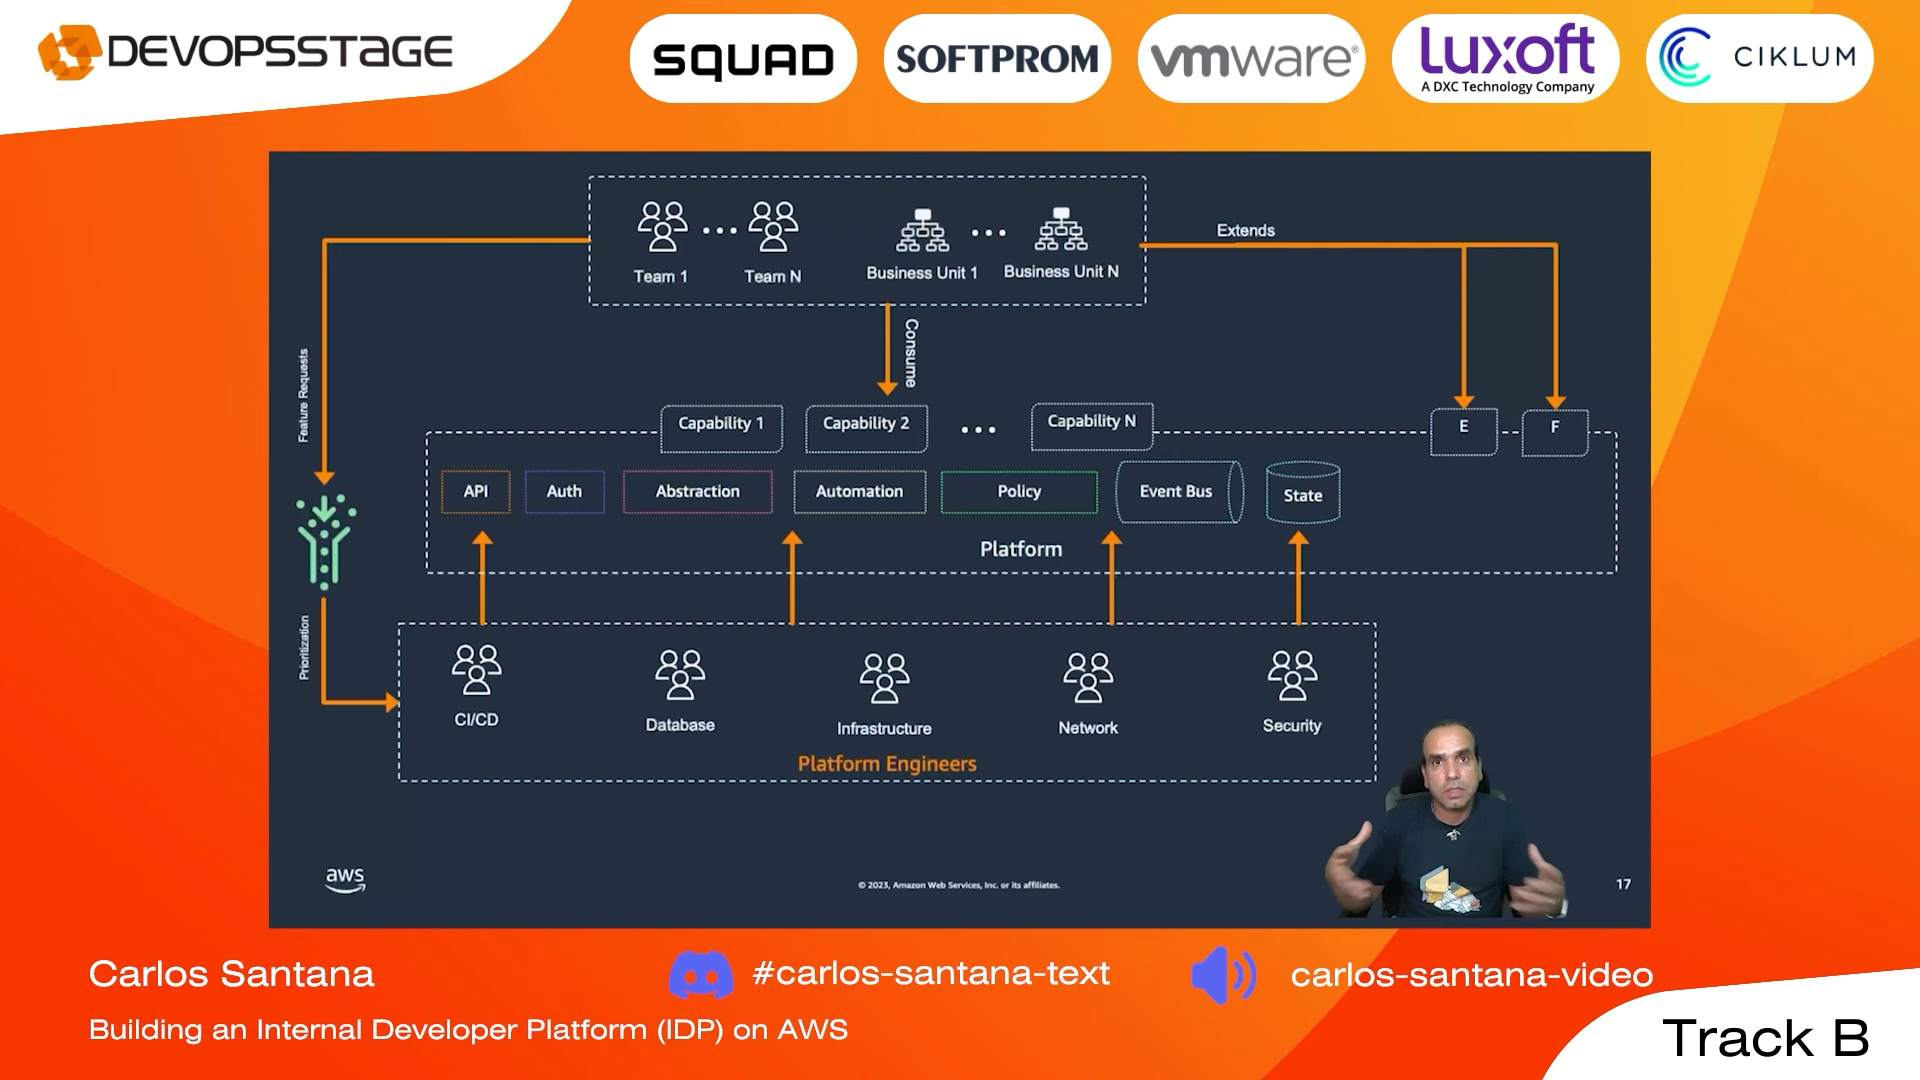 DEVOPSSTAGE
SQUAD
SOFTPROM
vmware®
Luxoft
A DXC Technology Company
CIKLUM
Team 1
Team N
Business Unit 1
Business Unit N
Extends
Feature Requests
Consume
Capability 1
Capability 2
Capability N
E
F
API
Auth
Abstraction
Automation
Policy
Event Bus
State
Platform
Prioritization
CI/CD
Database
Infrastructure
Network
Security
Platform Engineers
aws
© 2023, Amazon Web Services, Inc. or its affiliates.
17
Carlos Santana
#carlos-santana-text
carlos-santana-video
Building an Internal Developer Platform (IDP) on AWS
Track B